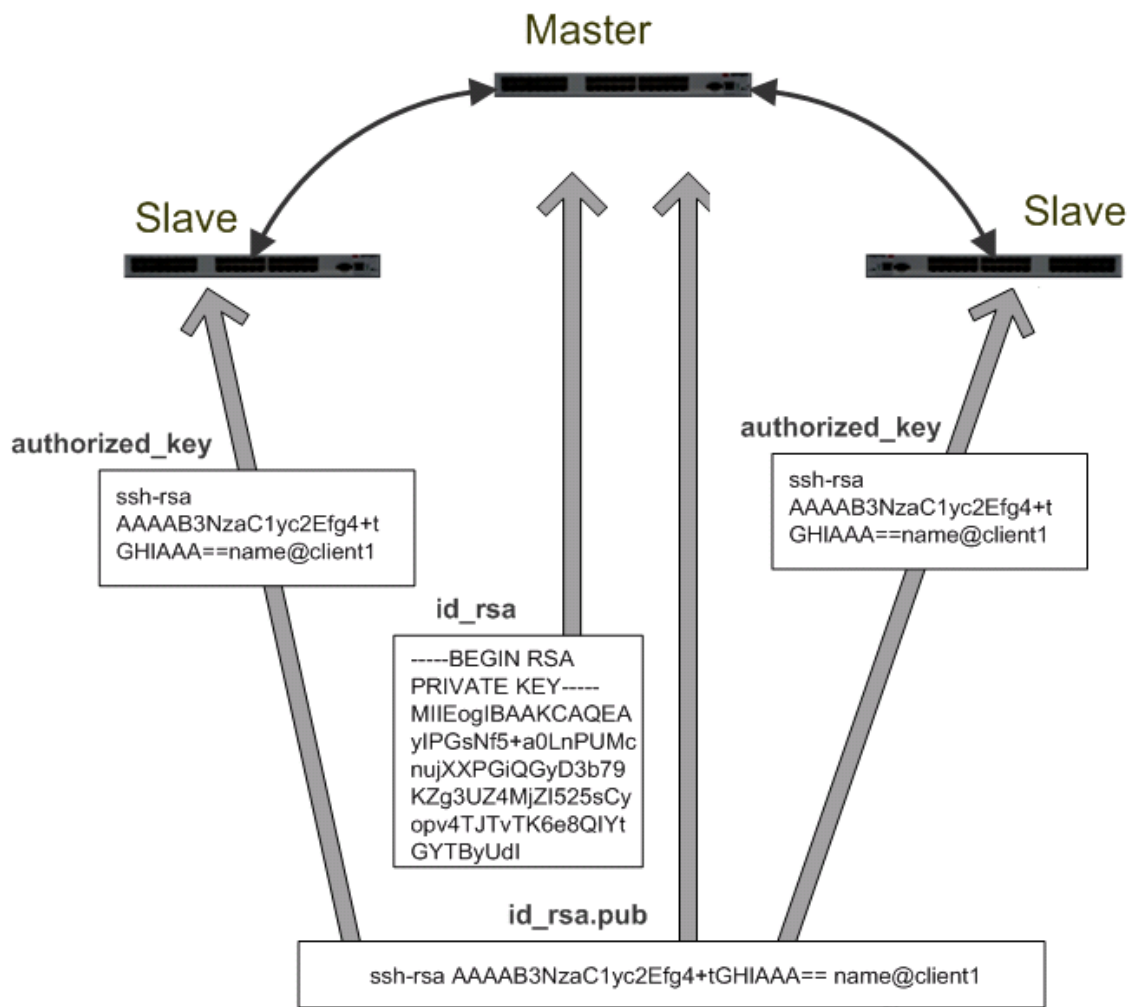 Master
Slave
Slave
authorized_key
ssh-rsa
AAAAB3NzaC1yc2Efg4+t
GHIAAA==name@client1
authorized_key
ssh-rsa
AAAAB3NzaC1yc2Efg4+t
GHIAAA==name@client1
id_rsa
-----BEGIN RSA
PRIVATE KEY-----
MIIEogIBAAKCAQEA
yIPGsNf5+a0LnPUMc
nujXXPGiQGyD3b79
KZg3UZ4MjZI525sCy
opv4TJTvTK6e8QIYt
GYTByUdI
id_rsa.pub
ssh-rsa AAAAB3NzaC1yc2Efg4+tGHIAAA== name@client1